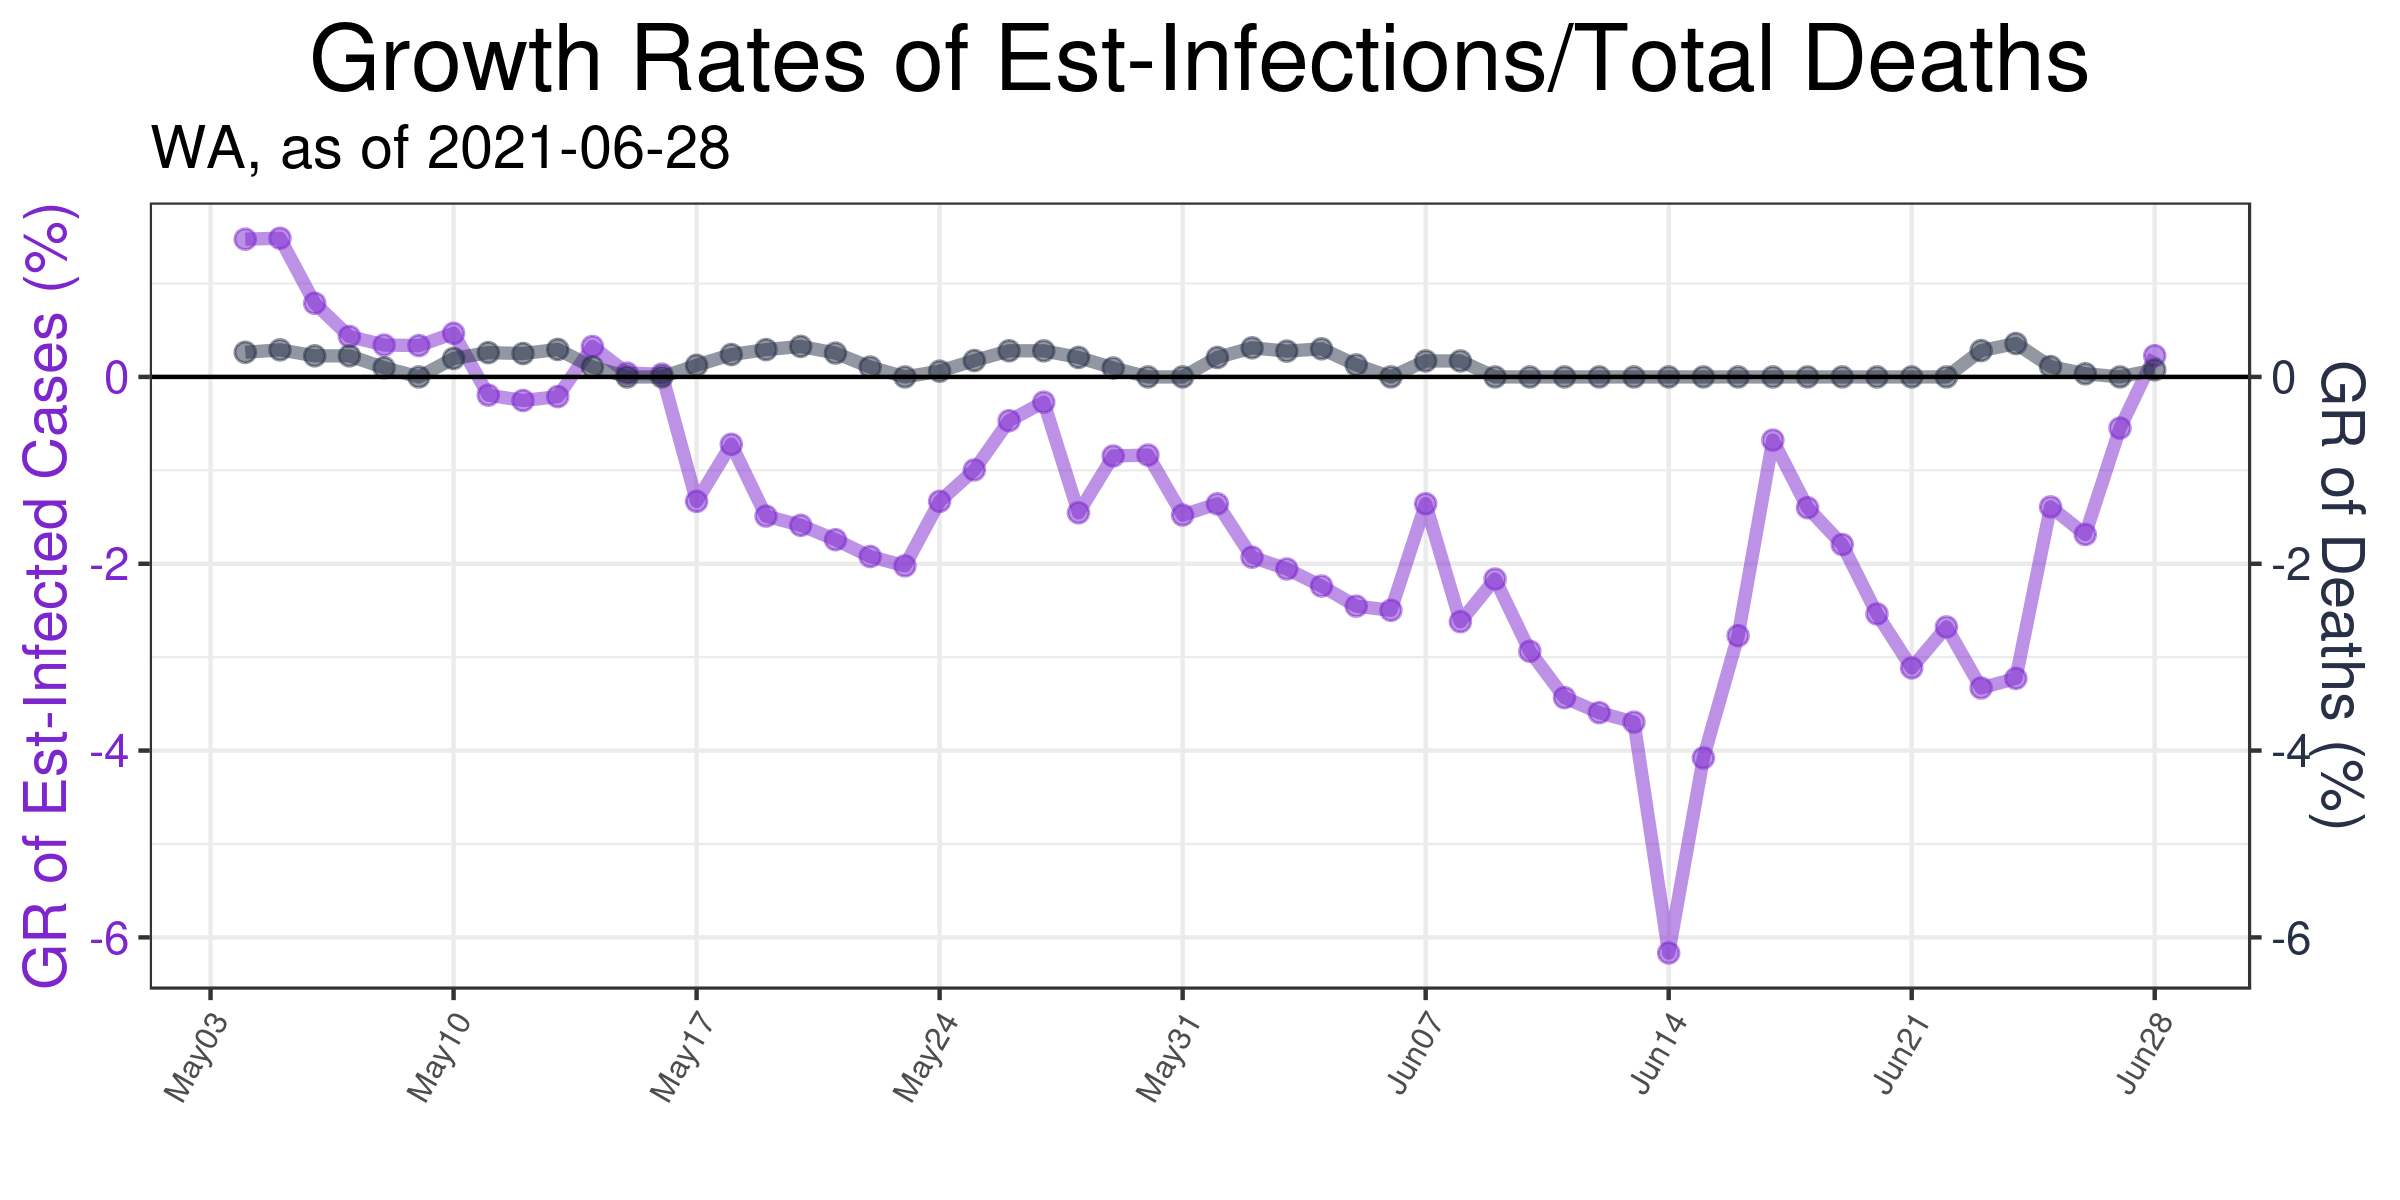 Growth Rates of Est-Infections/Total Deaths
WA, as of 2021-06-28
GR of Est-Infected Cases (%)
0
-2
-4
-6
0
-2
-4
-6
GR of Deaths (%)
May03
May10
May17
May24
May31
Jun07
Jun14
Jun21
Jun28